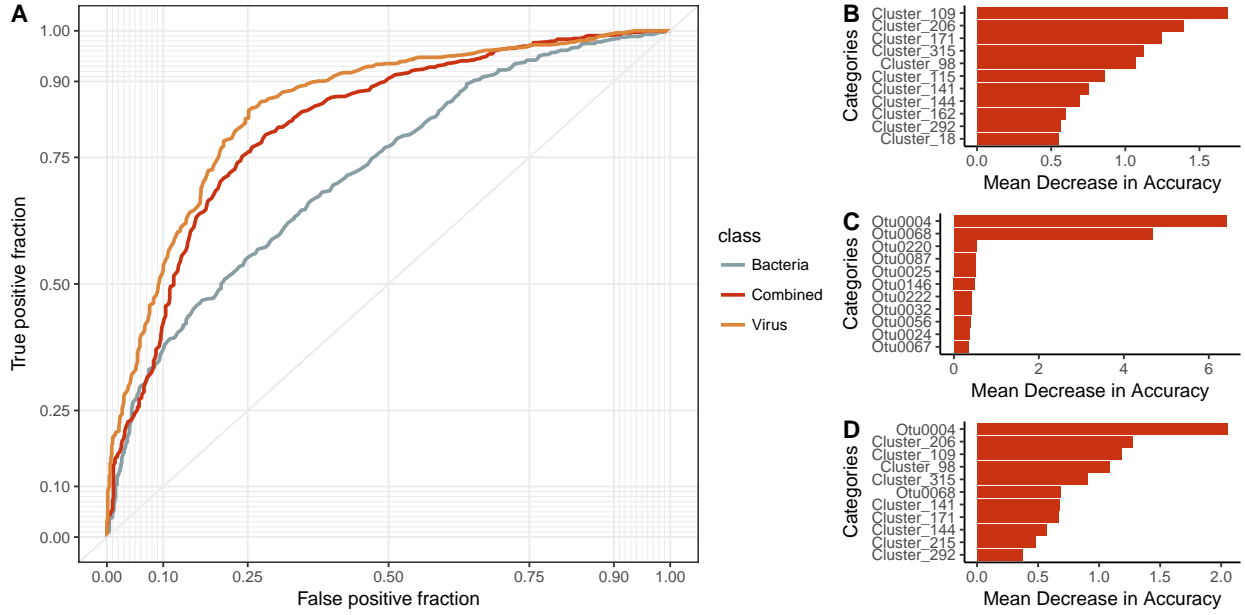 A
True positive fraction
1.00
0.90
0.75
0.50
0.25
0.10
0.00
0.00 0.10 0.25 0.50 0.75 0.90 1.00
False positive fraction
class
Bacteria
Combined
Virus
B
Categories
Cluster_109
Cluster_206
Cluster_171
Cluster_315
Cluster_98
Cluster_115
Cluster_141
Cluster_144
Cluster_162
Cluster_292
Cluster_18
0.0 0.5 1.0 1.5
Mean Decrease in Accuracy
C
Categories
Otu0004
Otu0068
Otu0220
Otu0087
Otu0025
Otu0146
Otu0222
Otu0032
Otu0056
Otu0024
Otu0067
0 2 4 6
Mean Decrease in Accuracy
D
Categories
Otu0004
Cluster_206
Cluster_109
Cluster_98
Cluster_315
Otu0068
Cluster_141
Cluster_171
Cluster_144
Cluster_215
Cluster_292
0.0 0.5 1.0 1.5 2.0
Mean Decrease in Accuracy